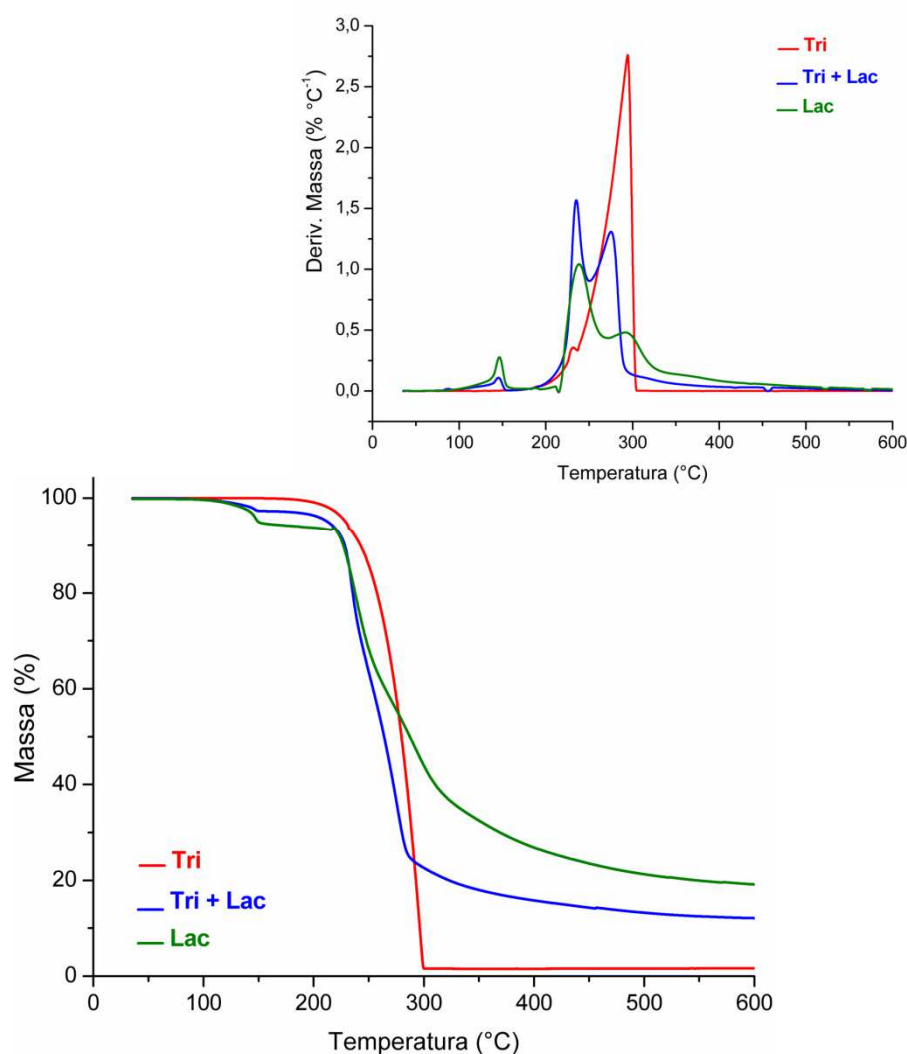 3,0
2,5
2,0
1,5
1,0
0,5
0,0
Deriv. Massa (% °C⁻¹)
Tri
Tri + Lac
Lac
0 100 200 300 400 500 600
Temperatura (°C)
100
80
60
40
20
0
Massa (%)
Tri
Tri + Lac
Lac
0 100 200 300 400 500 600
Temperatura (°C)